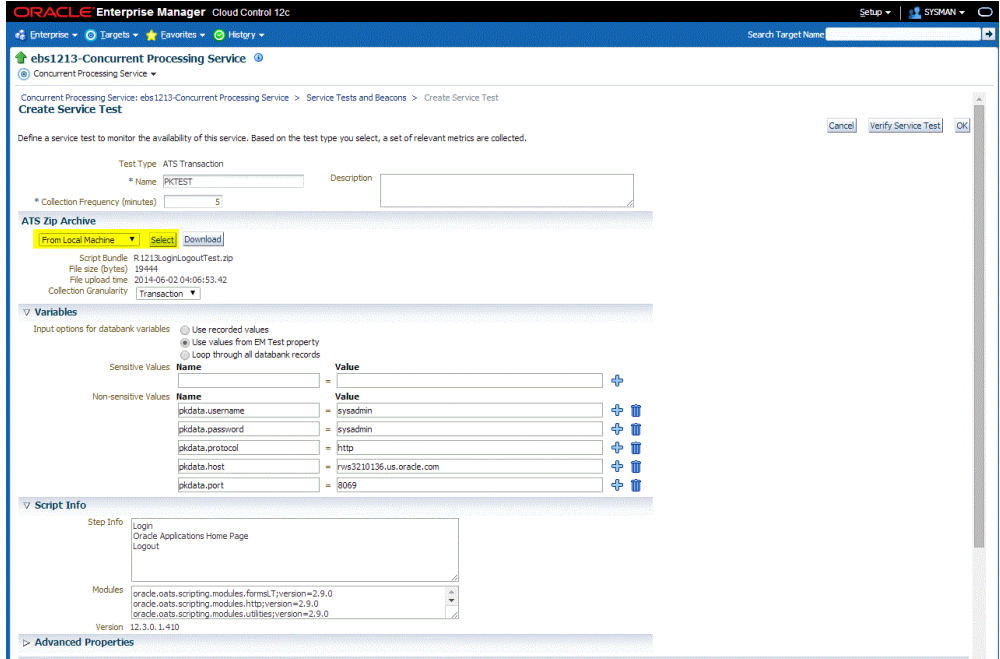 ORACLE Enterprise Manager Cloud Control 12c
Setup SYSMAN
Enterprise Targets Favorites History Search Target Name
ebs1213-Concurrent Processing Service
Concurrent Processing Service
Concurrent Processing Service: ebs1213-Concurrent Processing Service > Service Tests and Beacons > Create Service Test
Create Service Test
Cancel Verify Service Test OK
Define a service test to monitor the availability of this service. Based on the test type you select, a set of relevant metrics are collected.
Test Type ATS Transaction
* Name PKTEST Description
* Collection Frequency (minutes) 5
ATS Zip Archive
From Local Machine Select Download
Script Bundle R1213LoginLogoutTest.zip
File size (bytes) 19444
File upload time 2014-06-02 04:06:53.42
Collection Granularity Transaction
Variables
Input options for databank variables Use recorded values
Use values from EM Test property
Loop through all databank records
Sensitive Values Name Value
=
Non-sensitive Values Name Value
pkdata.username = sysadmin
pkdata.password = sysadmin
pkdata.protocol = http
pkdata.host = rws3210136.us.oracle.com
pkdata.port = 8069
Script Info
Step Info Login
Oracle Applications Home Page
Logout
Modules oracle.oats.scripting.modules.formsLT;version=2.9.0
oracle.oats.scripting.modules.http;version=2.9.0
oracle.oats.scripting.modules.utilities;version=2.9.0
Version 12.3.0.1.410
Advanced Properties